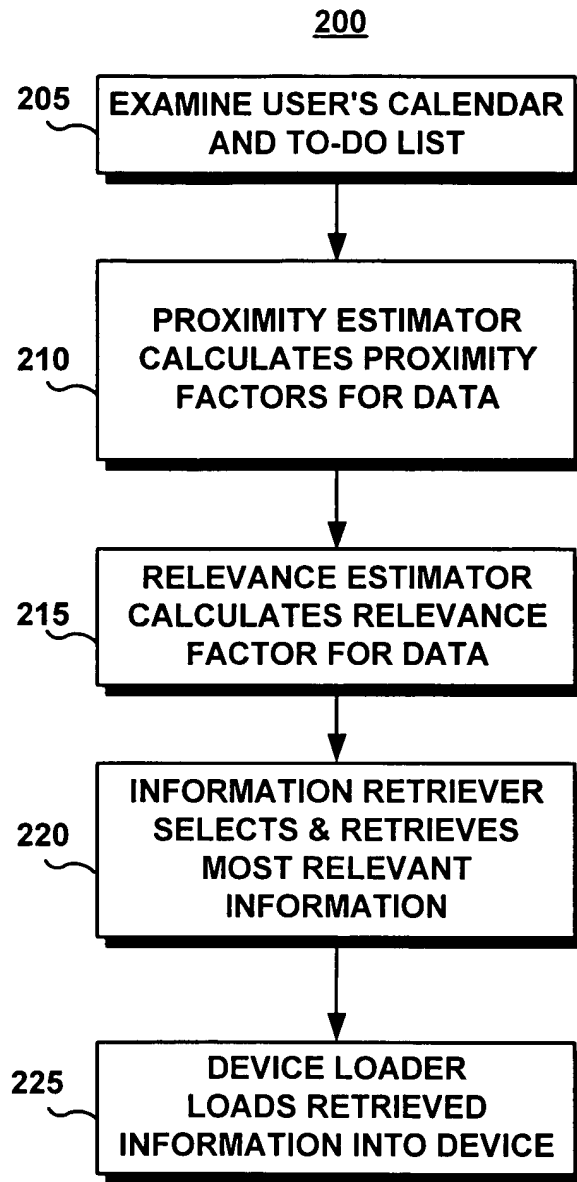 200
205
EXAMINE USER'S CALENDAR
AND TO-DO LIST
210
PROXIMITY ESTIMATOR
CALCULATES PROXIMITY
FACTORS FOR DATA
215
RELEVANCE ESTIMATOR
CALCULATES RELEVANCE
FACTOR FOR DATA
220
INFORMATION RETRIEVER
SELECTS & RETRIEVES
MOST RELEVANT
INFORMATION
225
DEVICE LOADER
LOADS RETRIEVED
INFORMATION INTO DEVICE